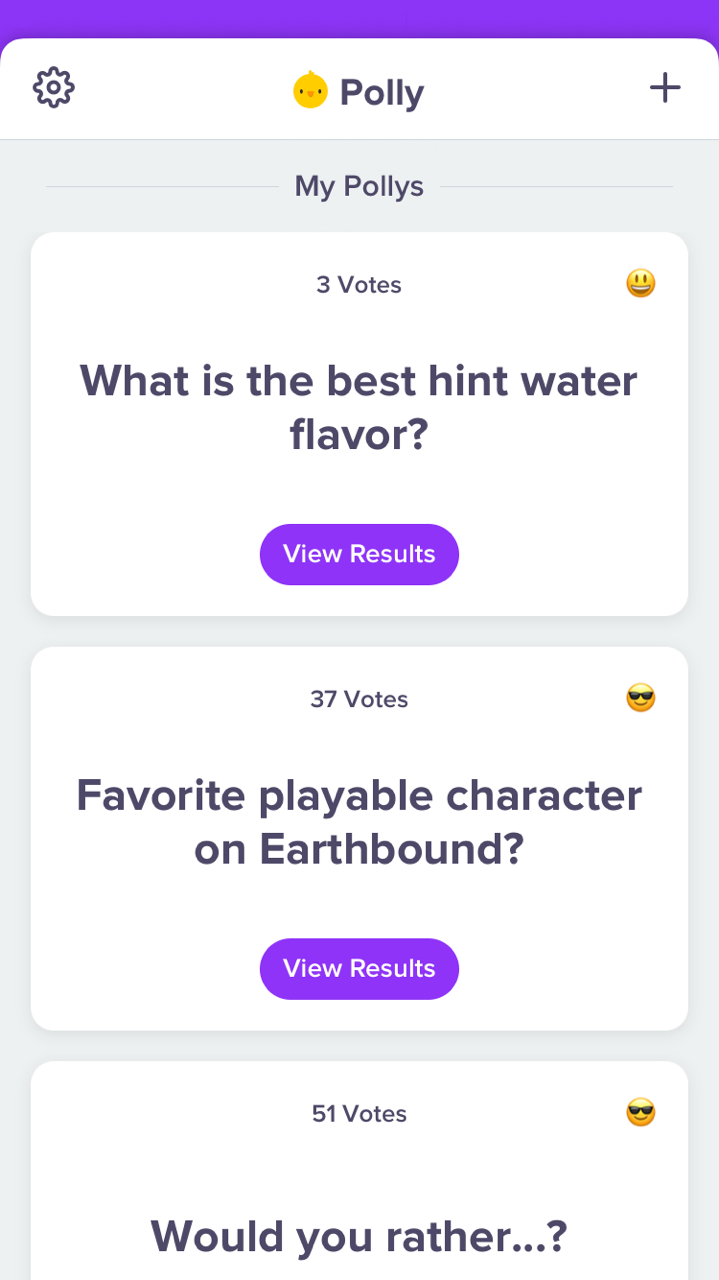 Polly
My Pollys
3 Votes
What is the best hint water
flavor?
View Results
37 Votes
Favorite playable character
on Earthbound?
View Results
51 Votes
Would you rather...?